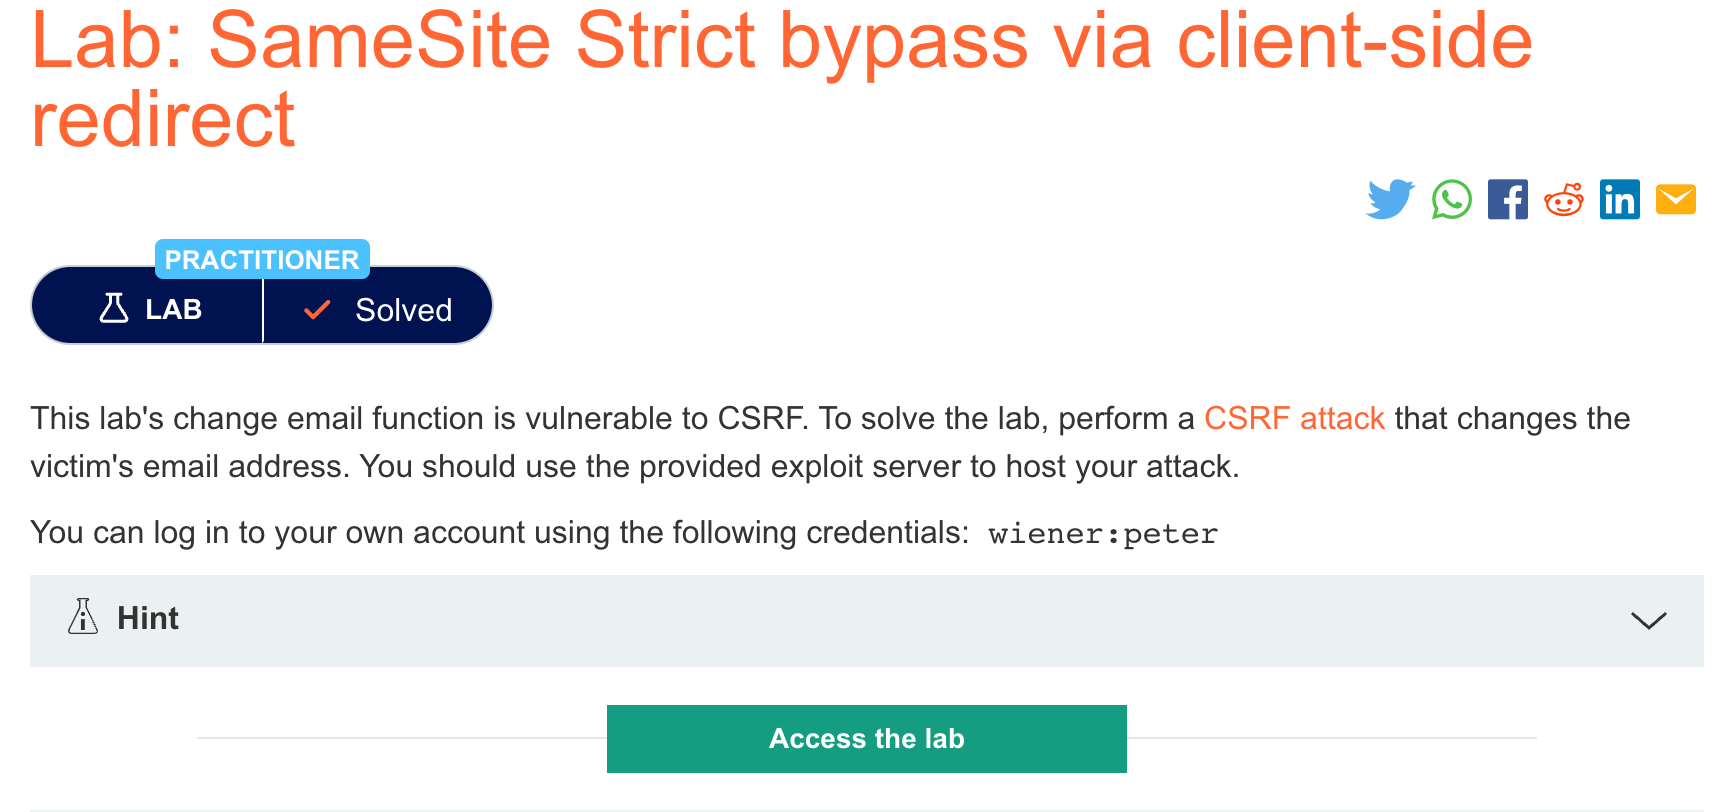 Lab: SameSite Strict bypass via client-side
redirect
PRACTITIONER
LAB
Solved
This lab's change email function is vulnerable to CSRF. To solve the lab, perform a CSRF attack that changes the
victim's email address. You should use the provided exploit server to host your attack.
You can log in to your own account using the following credentials: wiener:peter
Hint
Access the lab